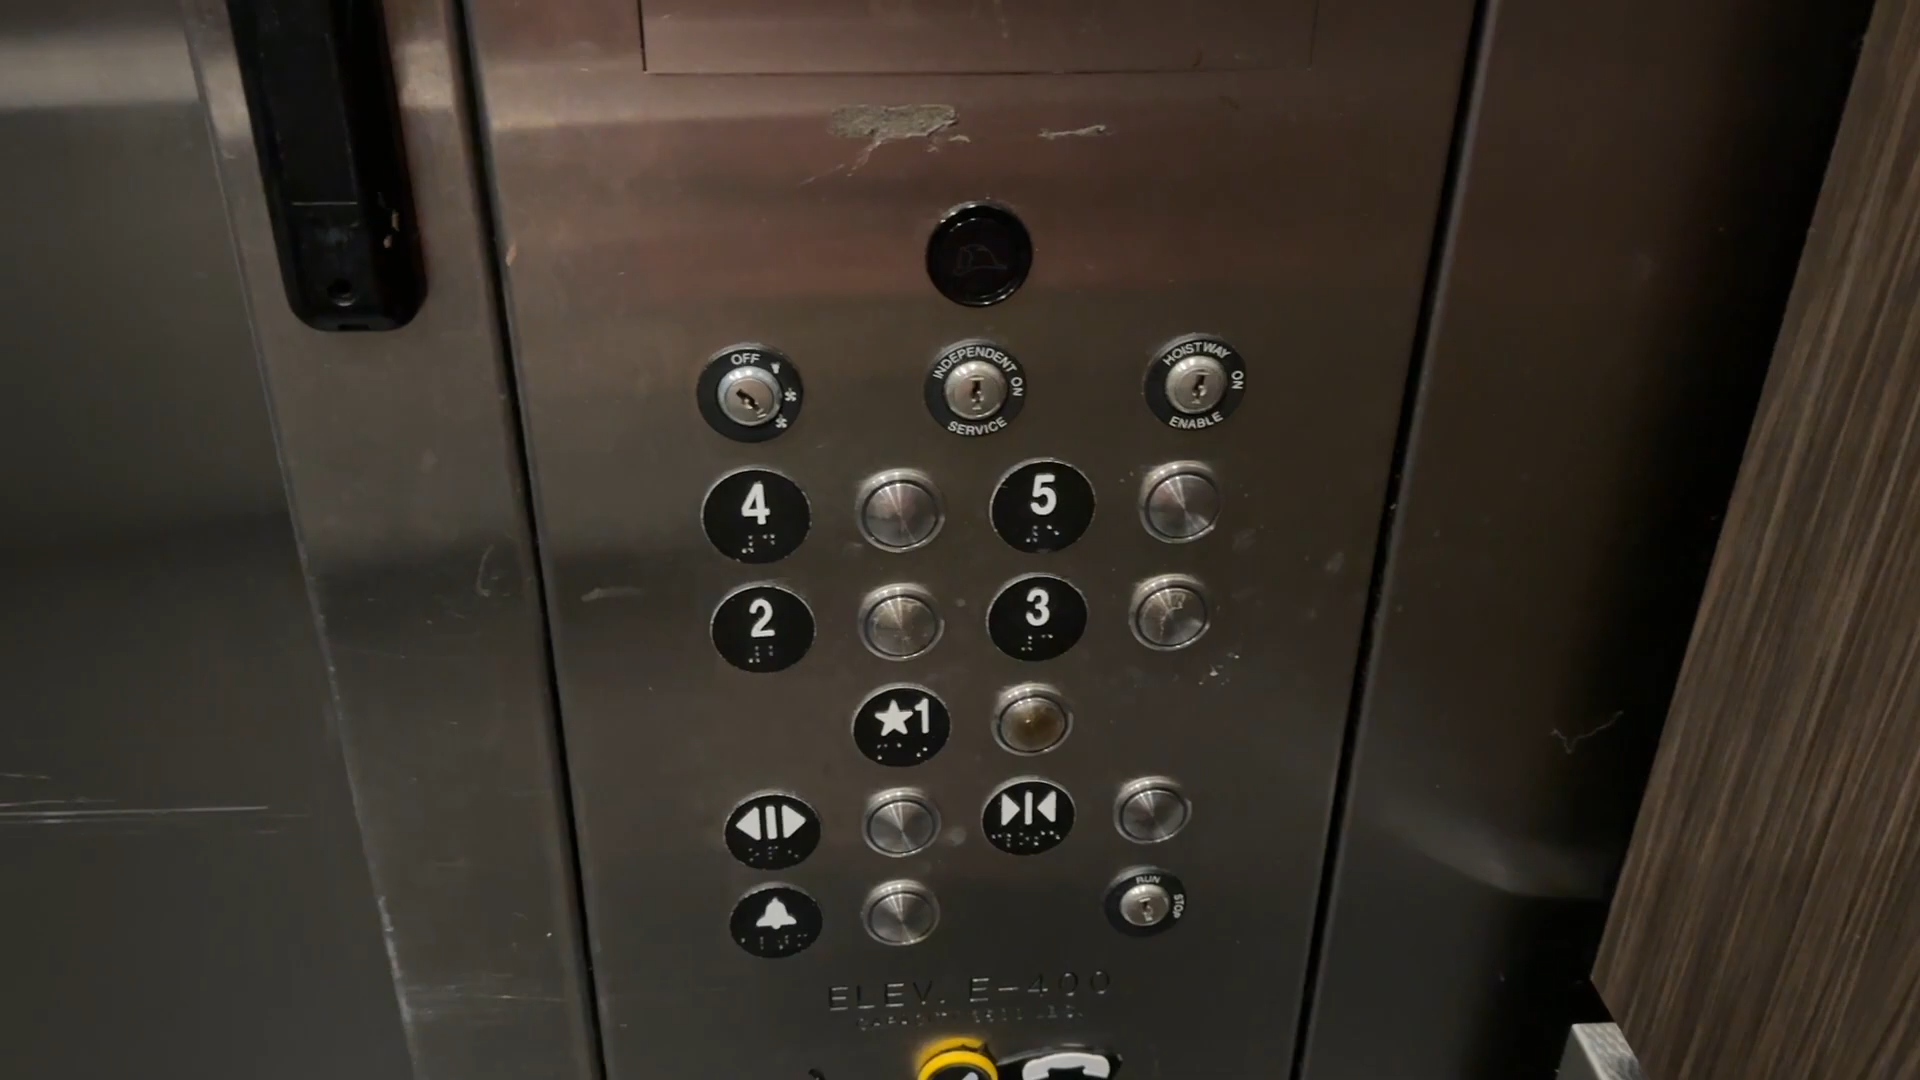 OFF
INDEPENDENT ON
SERVICE
HOISTWAY ON
ENABLE
4
5
2
3
★1
RUN STOP
ELEV. E-400